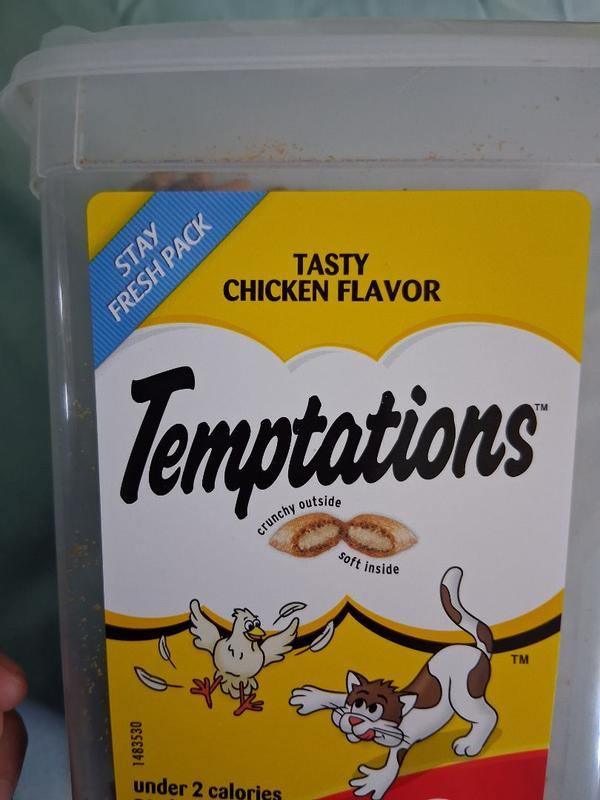 STAY
FRESH PACK
TASTY
CHICKEN FLAVOR
Temptations™
crunchy outside
soft inside
TM
1483530
under 2 calories